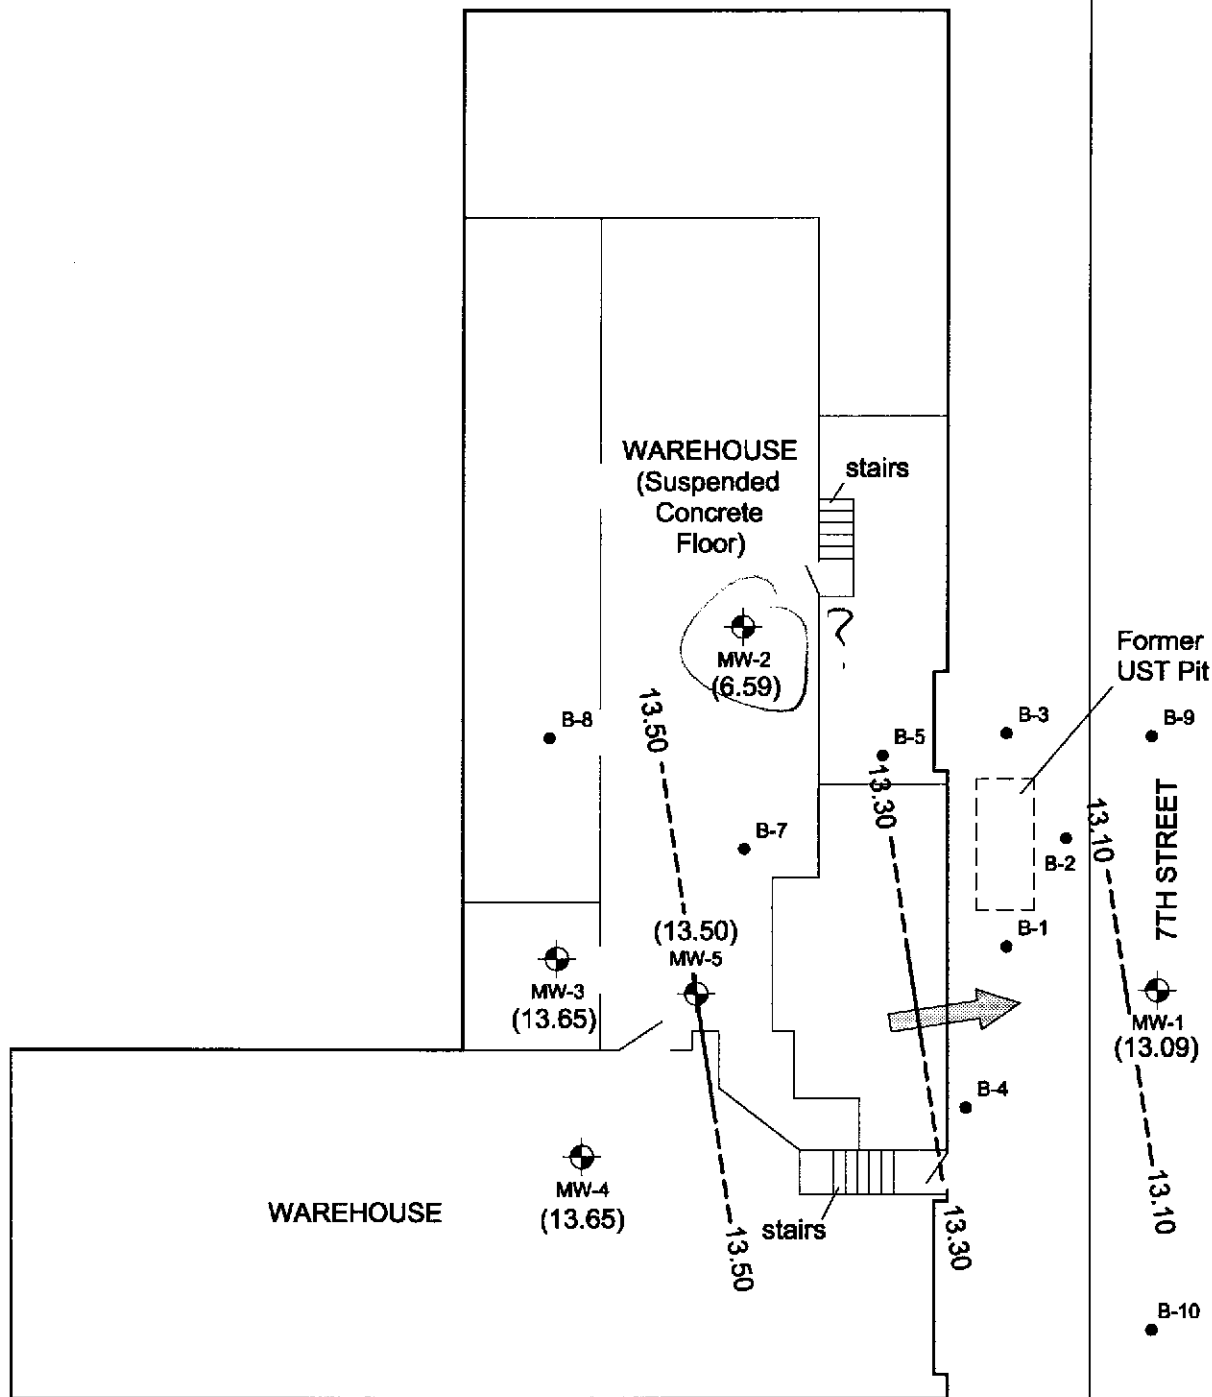 WAREHOUSE
(Suspended
Concrete
Floor)
stairs
MW-2
(6.59)
?
Former
UST Pit
13.50
B-8
B-5
B-3
B-9
13.30
B-7
13.10
B-2
7TH STREET
(13.50)
MW-5
B-1
MW-3
(13.65)
MW-1
(13.09)
B-4
MW-4
(13.65)
WAREHOUSE
stairs
13.50
13.30
13.10
B-10